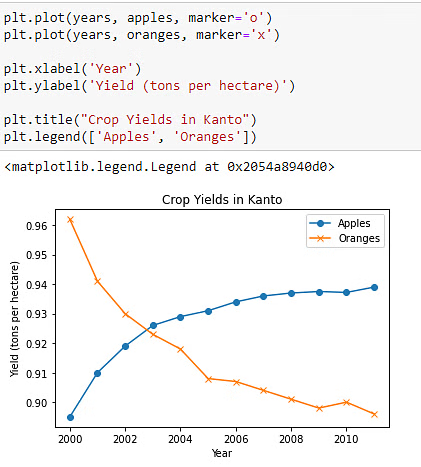 plt.plot(years, apples, marker='o')
plt.plot(years, oranges, marker='x')
plt.xlabel('Year')
plt.ylabel('Yield (tons per hectare)')
plt.title("Crop Yields in Kanto")
plt.legend(['Apples', 'Oranges'])
<matplotlib.legend.Legend at 0x2054a8940d0>
Crop Yields in Kanto
Apples
Oranges
0.96
0.95
0.94
0.93
0.92
0.91
0.90
Yield (tons per hectare)
2000 2002 2004 2006 2008 2010
Year